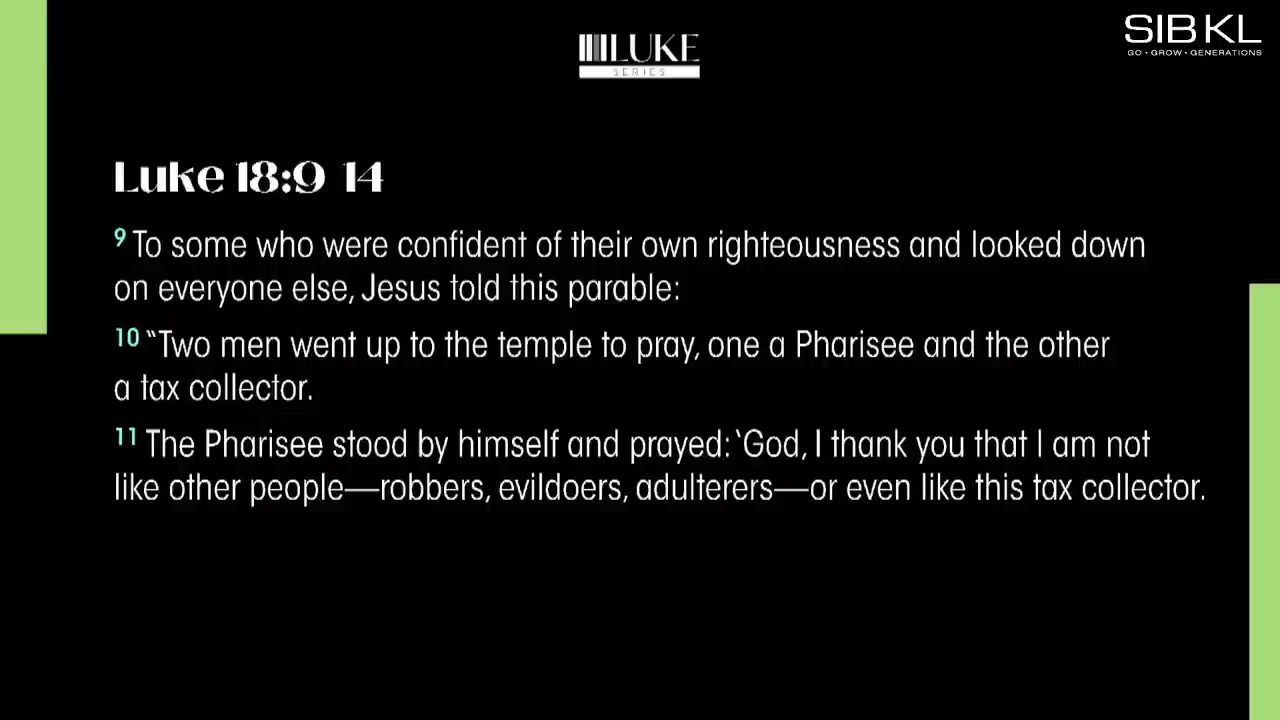 LUKE
SERIES
SIBKL
GO • GROW • GENERATIONS
Luke 18:9 14
9 To some who were confident of their own righteousness and looked down
on everyone else, Jesus told this parable:
10 “Two men went up to the temple to pray, one a Pharisee and the other
a tax collector.
11 The Pharisee stood by himself and prayed: ‘God, I thank you that I am not
like other people—robbers, evildoers, adulterers—or even like this tax collector.